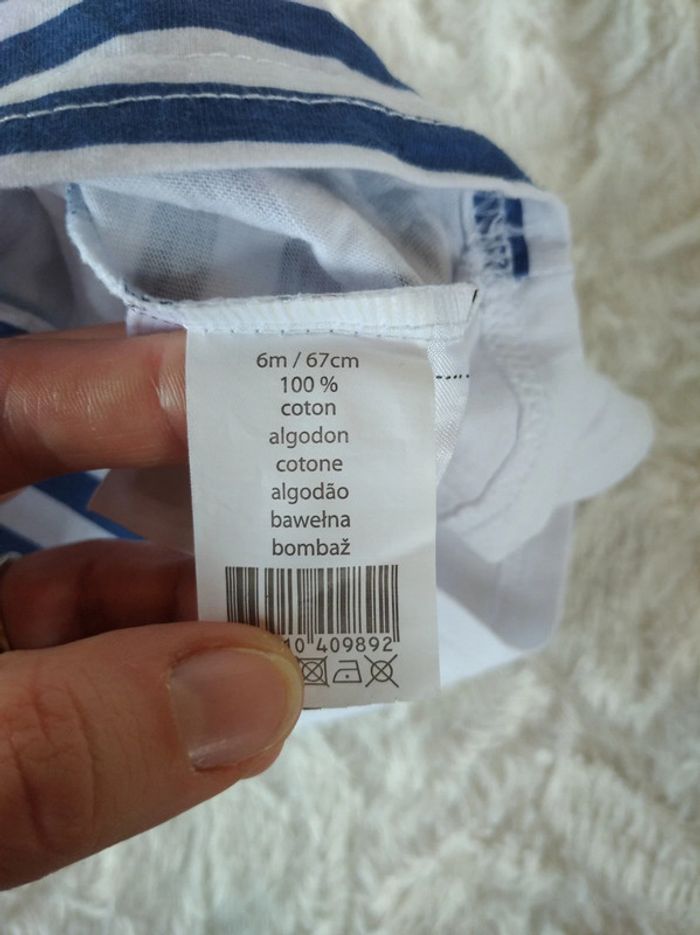 6m / 67cm
100 %
coton
algodon
cotone
algodão
bawełna
bombaž
10 409892